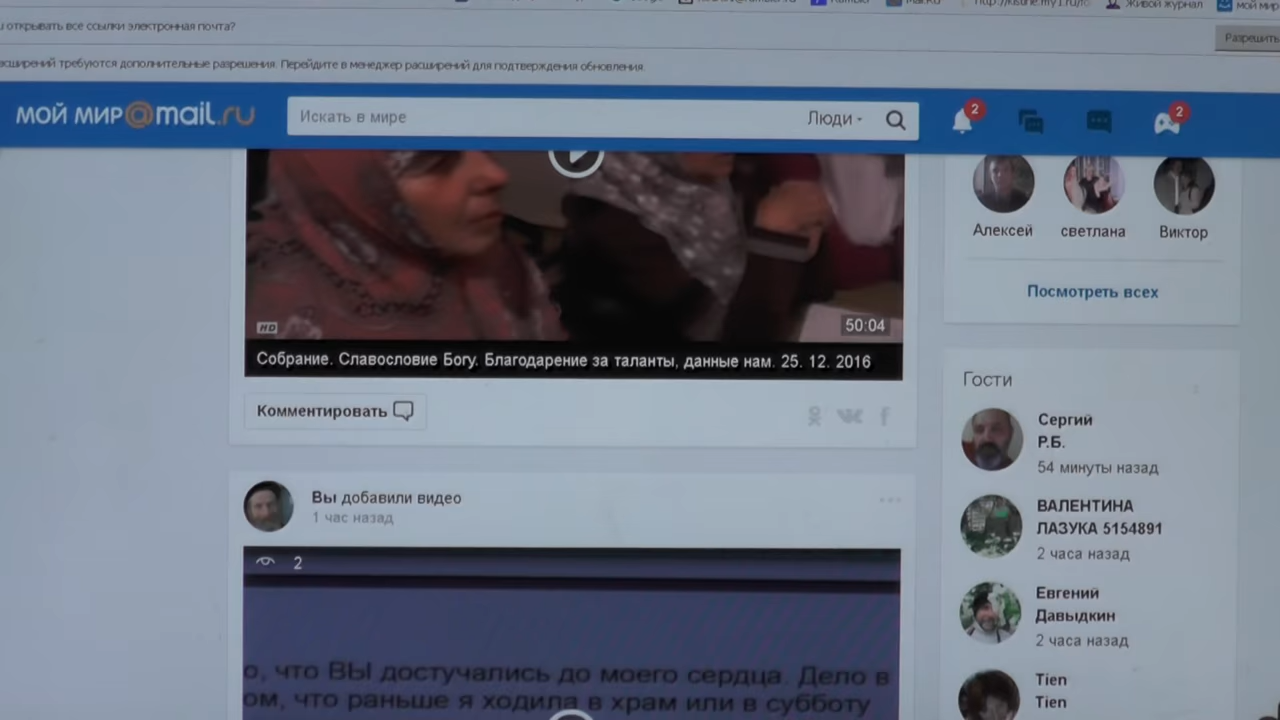 открывать все ссылки электронная почта?
Разрешить
требуются дополнительные разрешения. Перейдите в менеджер расширений для подтверждения обновления.
Живой журнал
мой мир
МОЙ МИР@mail.ru
Искать в мире
Люди
2
2
Алексей
светлана
Виктор
Посмотреть всех
HD
50:04
Собрание. Славословие Богу. Благодарение за таланты, данные нам. 25. 12. 2016
Комментировать
Гости
Сергий
Р.Б.
54 минуты назад
ВАЛЕНТИНА
ЛАЗУКА 5154891
2 часа назад
Евгений
Давыдкин
2 часа назад
Tien
Tien
Вы добавили видео
1 час назад
2
о, что ВЫ достучались до моего сердца. Дело в
ом, что раньше я ходила в храм или в субботу